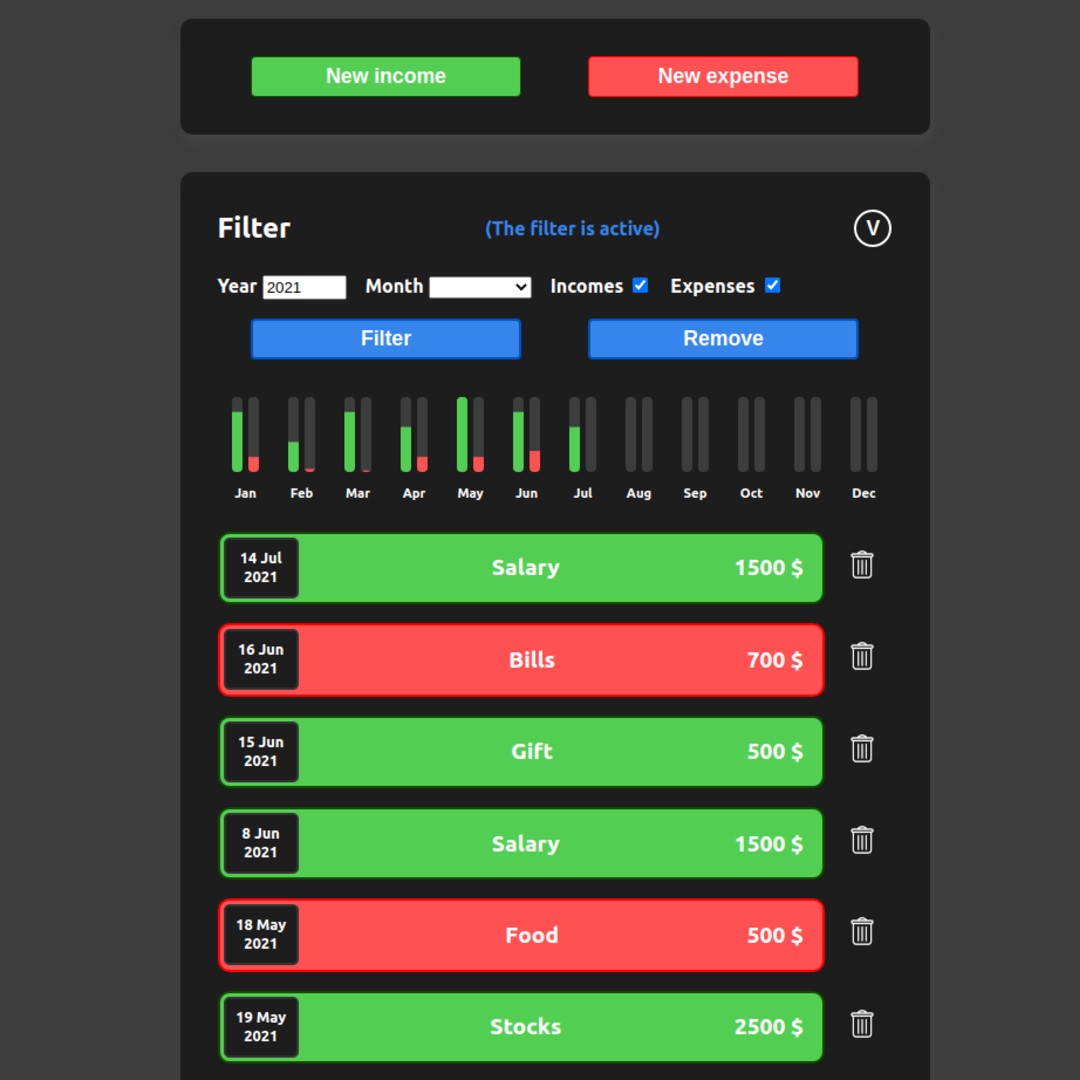 New income New expense
Filter (The filter is active) V
Year 2021 Month Incomes Expenses
Filter Remove
Jan Feb Mar Apr May Jun Jul Aug Sep Oct Nov Dec
14 Jul
2021
Salary 1500 $
16 Jun
2021
Bills 700 $
15 Jun
2021
Gift 500 $
8 Jun
2021
Salary 1500 $
18 May
2021
Food 500 $
19 May
2021
Stocks 2500 $